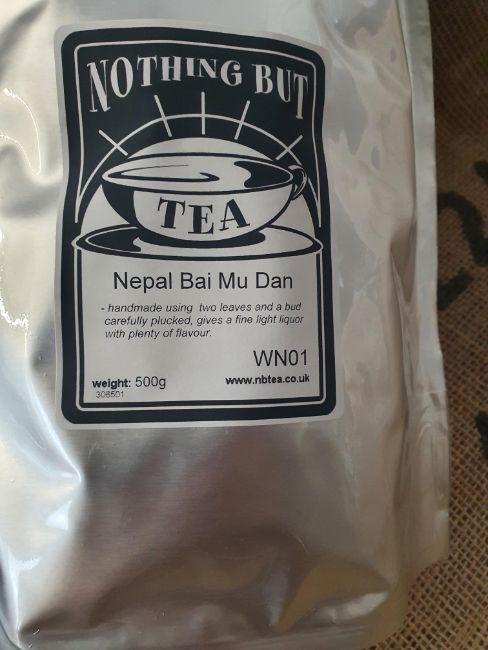 NOTHING BUT
TEA
Nepal Bai Mu Dan
- handmade using two leaves and a bud
carefully plucked, gives a fine light liquor
with plenty of flavour.
WN01
weight: 500g
www.nbtea.co.uk
306501